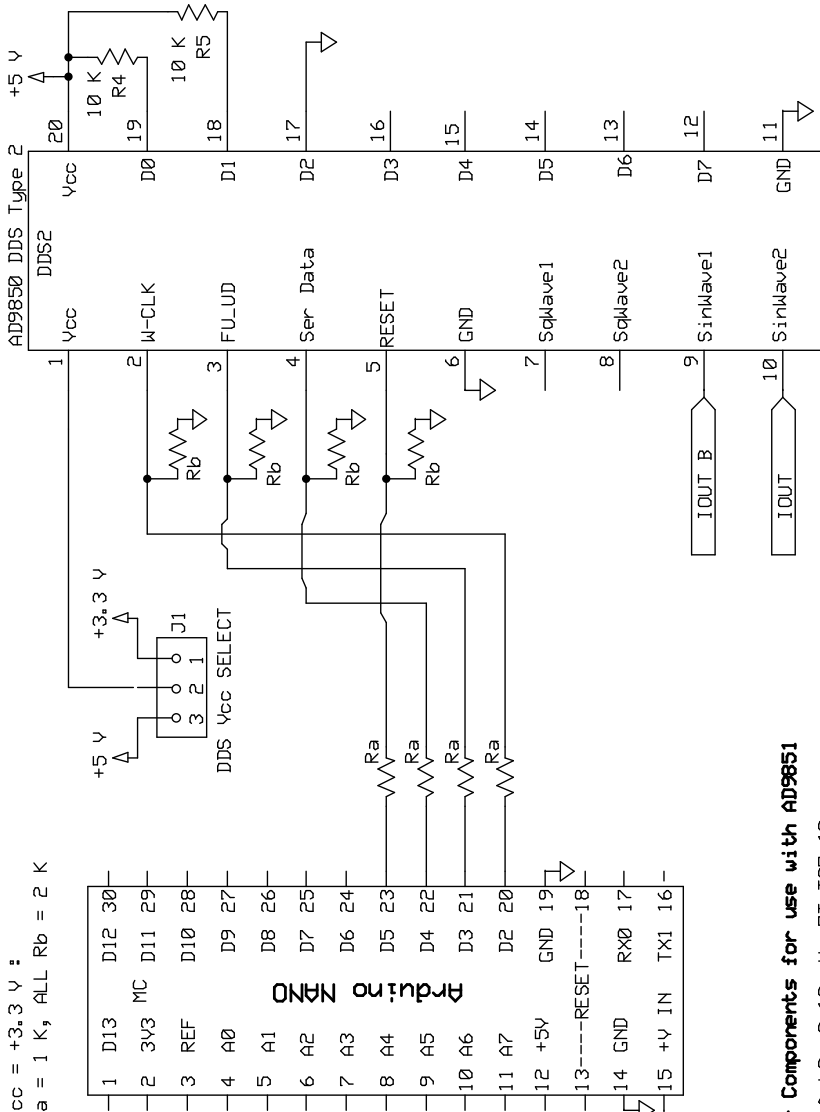 AD9850 DDS Type 2
DDS2
1 Vcc
2 W-CLK
3 FU_UD
4 Ser Data
5 RESET
6 GND
7 SqWave1
8 SqWave2
9 SinWave1
10 SinWave2
Vcc 20
D0 19
D1 18
D2 17
D3 16
D4 15
D5 14
D6 13
D7 12
GND 11
+5 V
10 K
R4
10 K
R5
Rb
Rb
Rb
Rb
IOUT B
IOUT
+3.3 V
+5 V
J1
3 2 1
DDS Vcc SELECT
Ra
Ra
Ra
Ra
cc = +3.3 V :
a = 1 K, ALL Rb = 2 K
Arduino NANO
MC
1 D13 D12 30
2 3V3 D11 29
3 REF D10 28
4 A0 D9 27
5 A1 D8 26
6 A2 D7 25
7 A3 D6 24
8 A4 D5 23
9 A5 D4 22
10 A6 D3 21
11 A7 D2 20
12 +5V GND 19
13----RESET----18
14 GND RX0 17
15 +V IN TX1 16
Components for use with AD9851